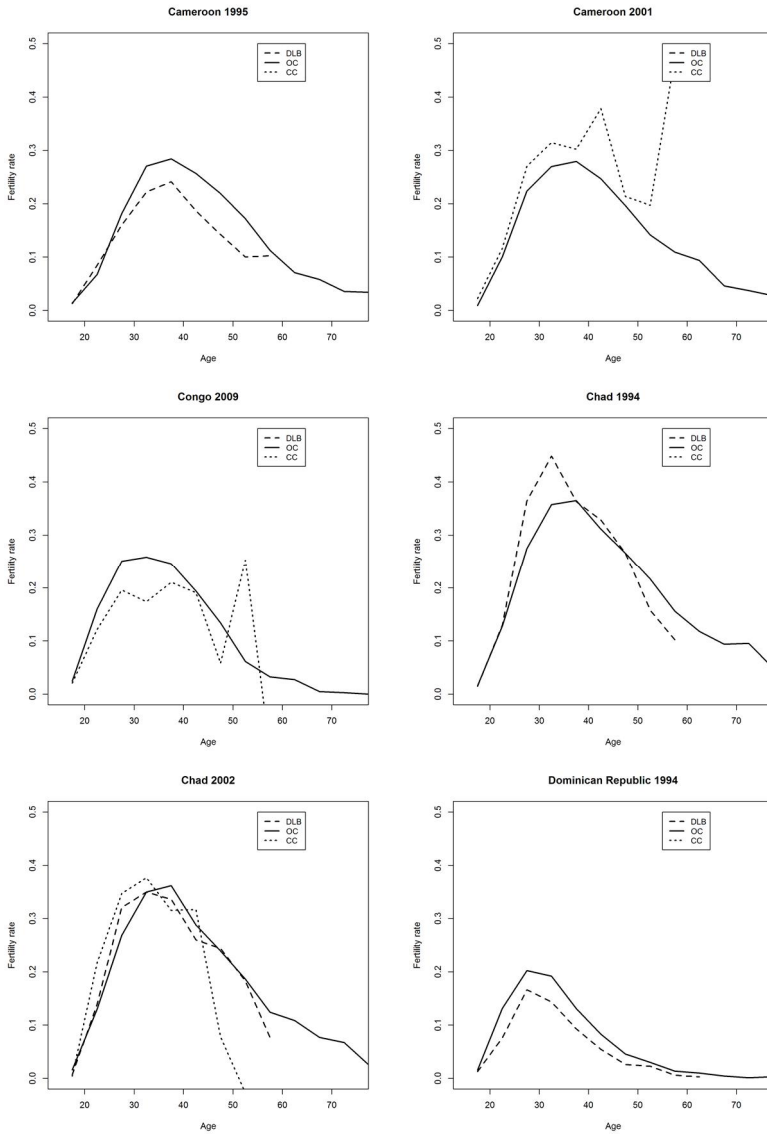 Cameroon 1995
Fertility rate
0.5
0.4
0.3
0.2
0.1
0.0
DLB
OC
CC
20 30 40 50 60 70
Age
Cameroon 2001
Fertility rate
0.5
0.4
0.3
0.2
0.1
0.0
DLB
OC
CC
20 30 40 50 60 70
Age
Congo 2009
Fertility rate
0.5
0.4
0.3
0.2
0.1
0.0
DLB
OC
CC
20 30 40 50 60 70
Age
Chad 1994
Fertility rate
0.5
0.4
0.3
0.2
0.1
0.0
DLB
OC
CC
20 30 40 50 60 70
Age
Chad 2002
Fertility rate
0.5
0.4
0.3
0.2
0.1
0.0
DLB
OC
CC
20 30 40 50 60 70
Age
Dominican Republic 1994
Fertility rate
0.5
0.4
0.3
0.2
0.1
0.0
DLB
OC
CC
20 30 40 50 60 70
Age